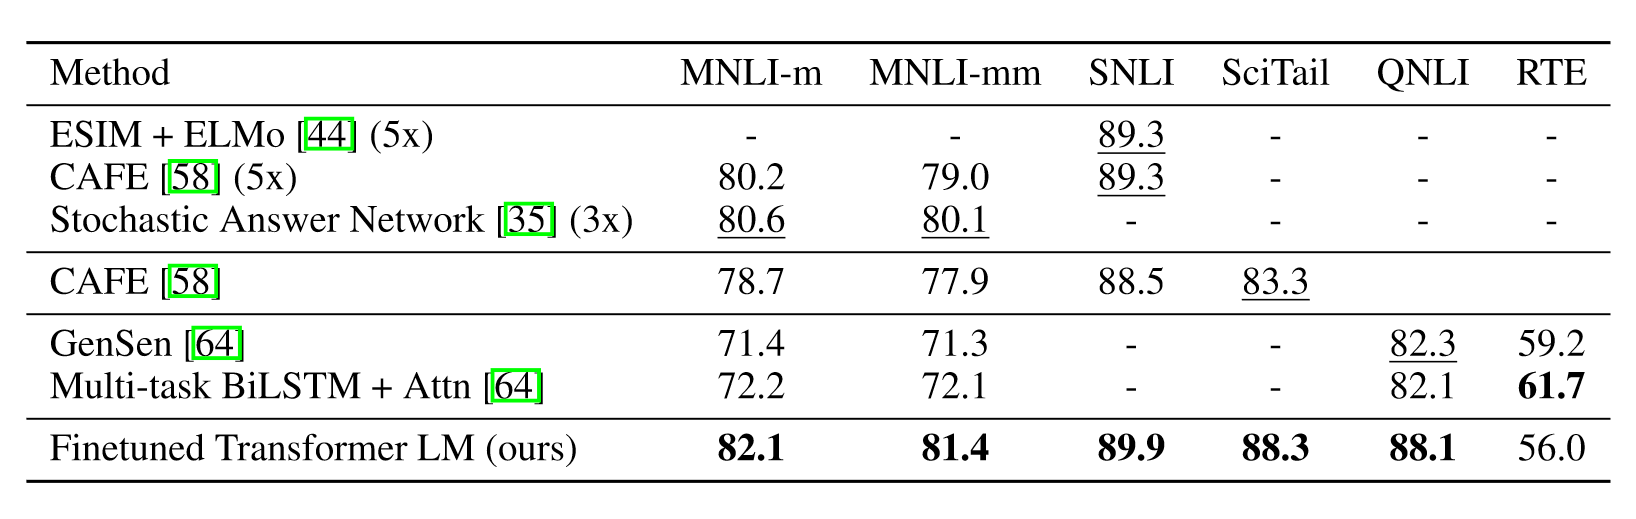 Method MNLI-m MNLI-mm SNLI SciTail QNLI RTE
ESIM + ELMo [44] (5x) - - 89.3 - - -
CAFE [58] (5x) 80.2 79.0 89.3 - - -
Stochastic Answer Network [35] (3x) 80.6 80.1 - - - -
CAFE [58] 78.7 77.9 88.5 83.3
GenSen [64] 71.4 71.3 - - 82.3 59.2
Multi-task BiLSTM + Attn [64] 72.2 72.1 - - 82.1 61.7
Finetuned Transformer LM (ours) 82.1 81.4 89.9 88.3 88.1 56.0